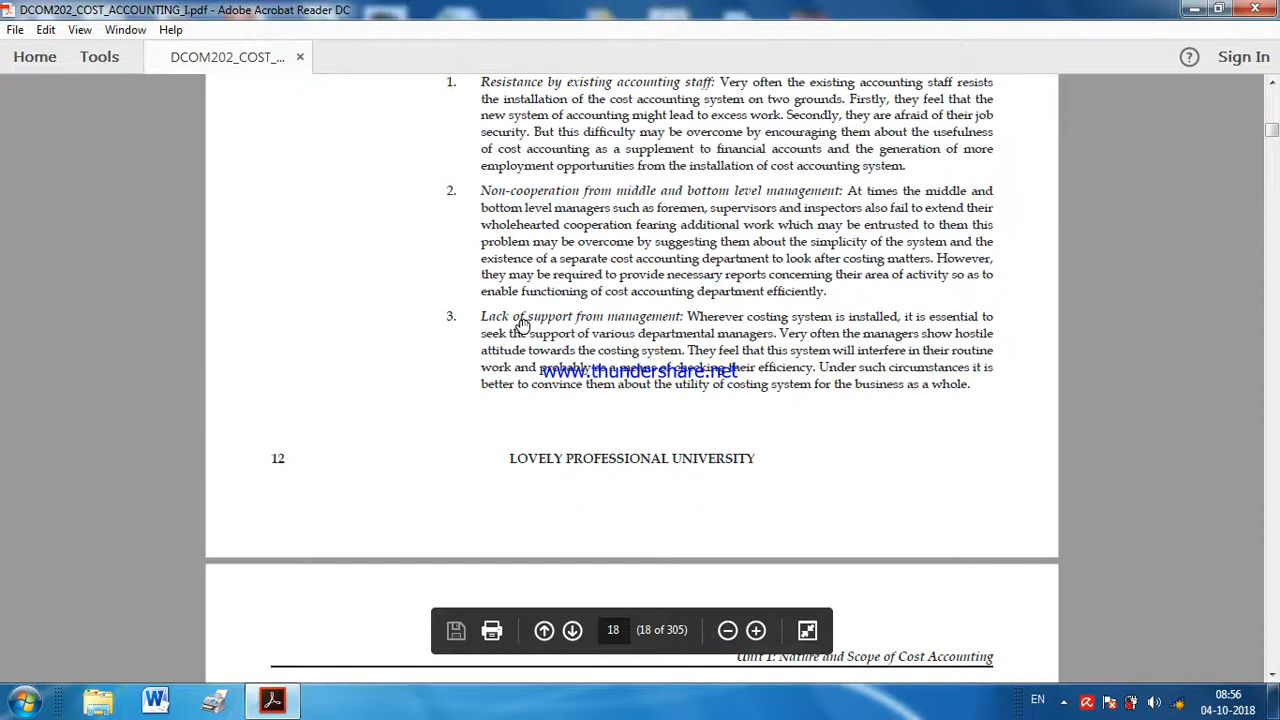 DCOM202_COST_ACCOUNTING_I.pdf - Adobe Acrobat Reader DC
File Edit View Window Help
Home Tools DCOM202_COST_... × Sign In
1. Resistance by existing accounting staff: Very often the existing accounting staff resists
the installation of the cost accounting system on two grounds. Firstly, they feel that the
new system of accounting might lead to excess work. Secondly, they are afraid of their job
security. But this difficulty may be overcome by encouraging them about the usefulness
of cost accounting as a supplement to financial accounts and the generation of more
employment opportunities from the installation of cost accounting system.
2. Non-cooperation from middle and bottom level management: At times the middle and
bottom level managers such as foremen, supervisors and inspectors also fail to extend their
wholehearted cooperation fearing additional work which may be entrusted to them this
problem may be overcome by suggesting them about the simplicity of the system and the
existence of a separate cost accounting department to look after costing matters. However,
they may be required to provide necessary reports concerning their area of activity so as to
enable functioning of cost accounting department efficiently.
3. Lack of support from management: Wherever costing system is installed, it is essential to
seek the support of various departmental managers. Very often the managers show hostile
attitude towards the costing system. They feel that this system will interfere in their routine
work and probably as a means of checking their efficiency. Under such circumstances it is
www.thundershare.net
better to convince them about the utility of costing system for the business as a whole.
12 LOVELY PROFESSIONAL UNIVERSITY
18 (18 of 305)
Unit 1: Nature and Scope of Cost Accounting
EN 08:56
04-10-2018